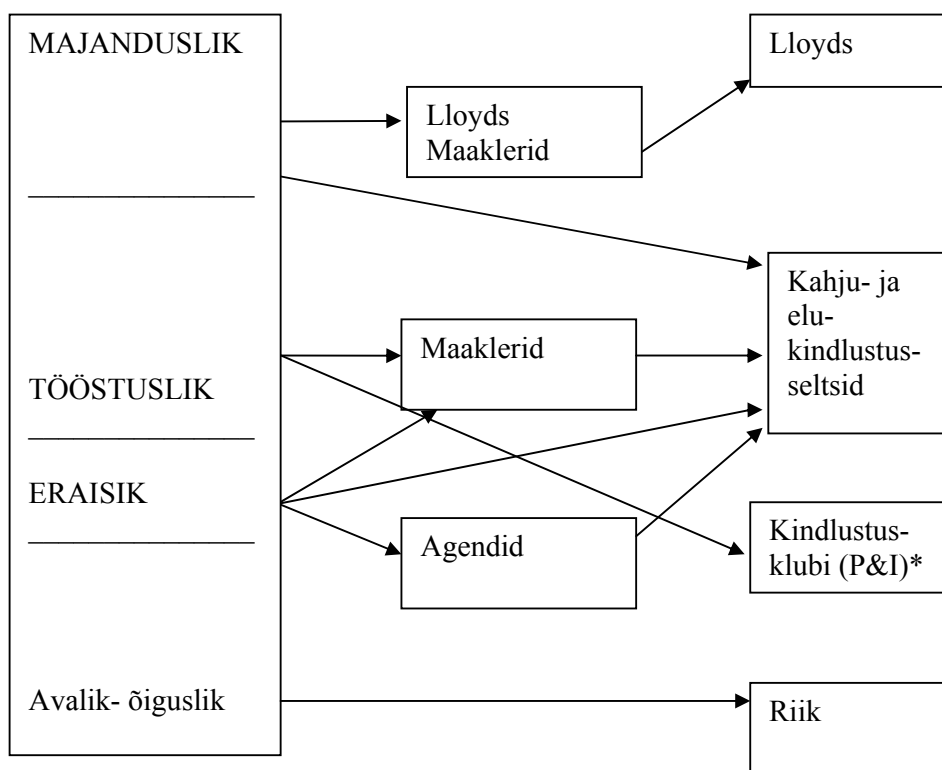 MAJANDUSLIK
TÖÖSTUSLIK
ERAISIK
Avalik- õiguslik
Lloyds
Maaklerid
Maaklerid
Agendid
Lloyds
Kahju- ja
elu-
kindlustus-
seltsid
Kindlustus-
klubi (P&I)*
Riik